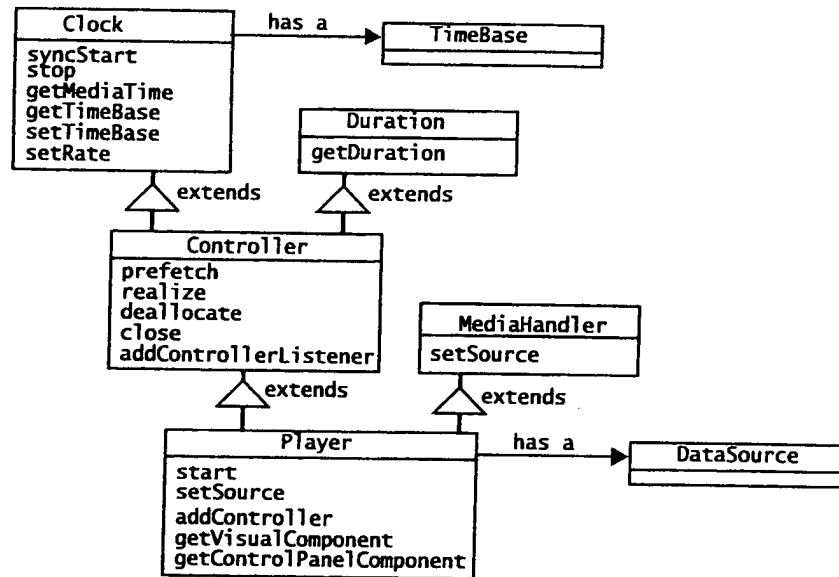 Clock
has a
TimeBase
syncStart
stop
getMediaTime
getTimeBase
setTimeBase
setRate
Duration
getDuration
extends
extends
Controller
prefetch
realize
deallocate
close
addControllerListener
MediaHandler
setSource
extends
extends
Player
has a
DataSource
start
setSource
addController
getVisualComponent
getControlPanelComponent